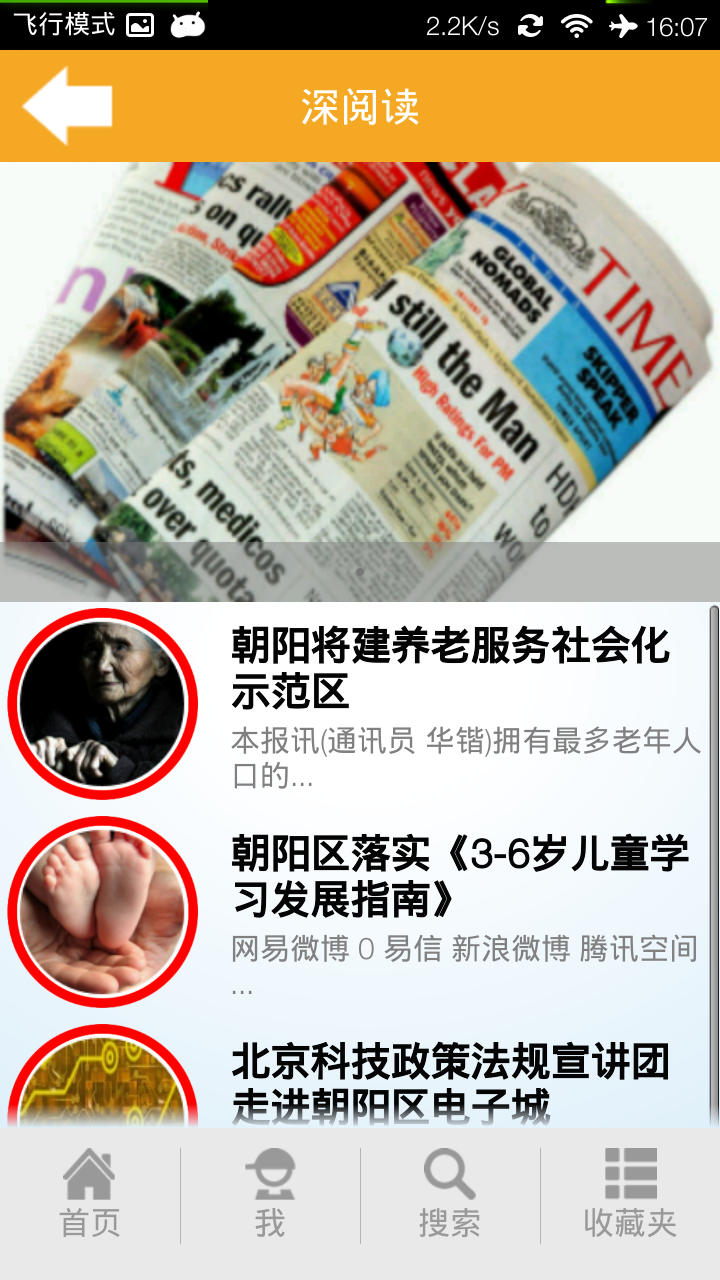 飞行模式
2.2K/s
16:07
深阅读
TIME
GLOBAL
NOMADS
SKIPPER
SPEAK
I still the Man
High Ratings For PM
ts, medicos
over quota
cs rally
s on qu
朝阳将建养老服务社会化
示范区
本报讯(通讯员 华锴)拥有最多老年人
口的...
朝阳区落实《3-6岁儿童学
习发展指南》
网易微博 0 易信 新浪微博 腾讯空间
...
北京科技政策法规宣讲团
走进朝阳区电子城
首页
我
搜索
收藏夹